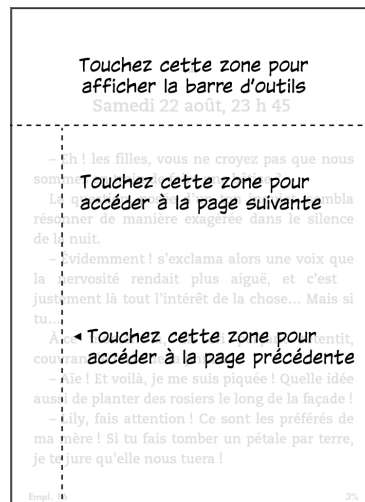 Touchez cette zone pour
afficher la barre d'outils
Samedi 22 août, 23 h 45
– Eh ! les filles, vous ne croyez pas que nous
Touchez cette zone pour
accéder à la page suivante
résonner de manière exagérée dans le silence
de la nuit.
– Évidemment ! s'exclama alors une voix que
la nervosité rendait plus aiguë, et c'est
justement là tout l'intérêt de la chose... Mais si
tu...
◄ Touchez cette zone pour
accéder à la page précédente
– Aïe ! Et voilà, je me suis piquée ! Quelle idée
aussi de planter des rosiers le long de la façade !
– Lily, fais attention ! Ce sont les préférés de
ma mère ! Si tu fais tomber un pétale par terre,
je te jure qu'elle nous tuera !
Empl. 16
3%